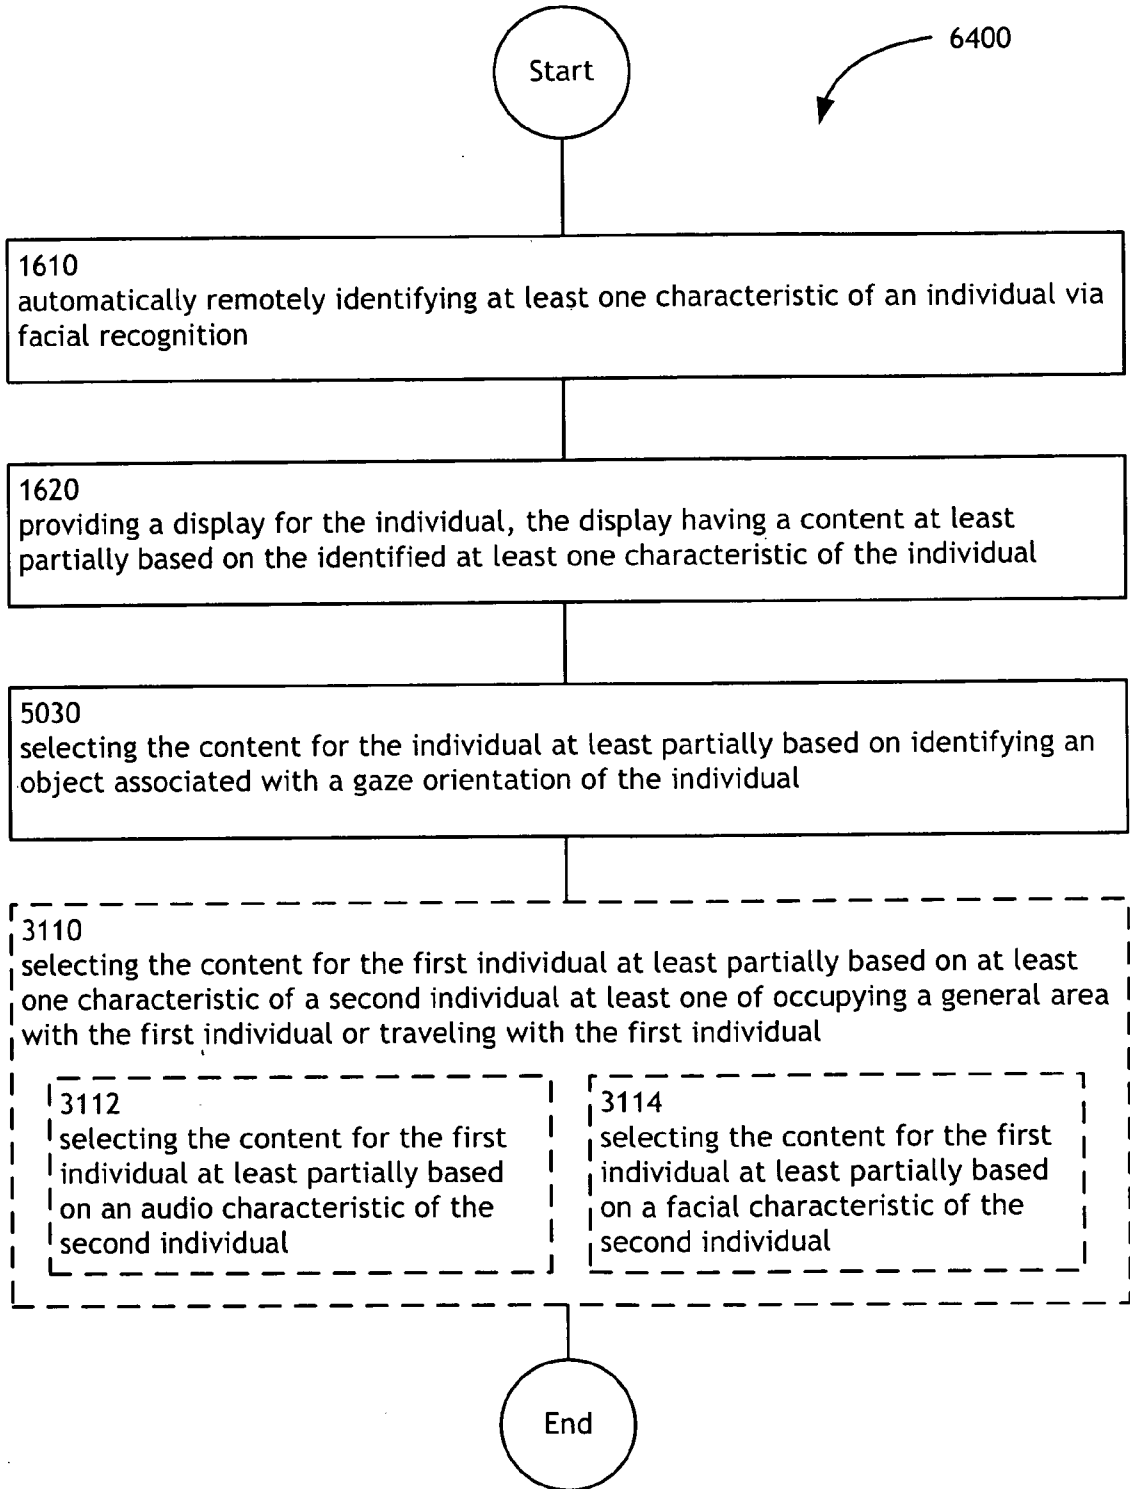 6400
Start
1610
automatically remotely identifying at least one characteristic of an individual via
facial recognition
1620
providing a display for the individual, the display having a content at least
partially based on the identified at least one characteristic of the individual
5030
selecting the content for the individual at least partially based on identifying an
object associated with a gaze orientation of the individual
3110
selecting the content for the first individual at least partially based on at least
one characteristic of a second individual at least one of occupying a general area
with the first individual or traveling with the first individual
3112
selecting the content for the first
individual at least partially based
on an audio characteristic of the
second individual
3114
selecting the content for the first
individual at least partially based
on a facial characteristic of the
second individual
End